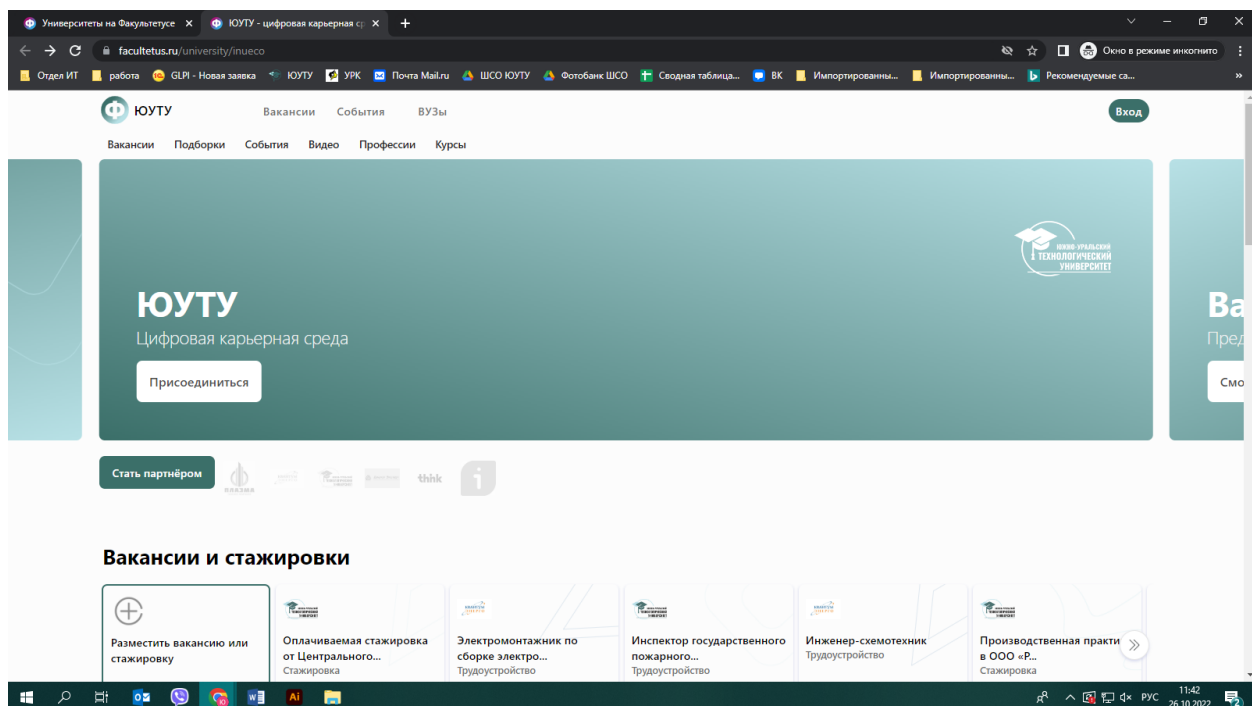 Университеты на Факультетусе
ЮУТУ - цифровая карьерная ср
facultetus.ru/university/inueco
Окно в режиме инкогнито
Отдел ИТ
работа
GLPI - Новая заявка
ЮУТУ
УРК
Почта Mail.ru
ШСО ЮУТУ
Фотобанк ШСО
Сводная таблица...
ВК
Импортированны...
Импортированны...
Рекомендуемые са...
ЮУТУ
Вакансии События ВУЗы
Вход
Вакансии Подборки События Видео Профессии Курсы
ЮЖНО-УРАЛЬСКИЙ
ТЕХНОЛОГИЧЕСКИЙ
УНИВЕРСИТЕТ
ЮУТУ
Цифровая карьерная среда
Присоединиться
Ва
Пред
Смо
Стать партнёром
ПЛАЗМА
thhk
Вакансии и стажировки
Разместить вакансию или
стажировку
Оплачиваемая стажировка
от Центрального...
Стажировка
Электромонтажник по
сборке электро...
Трудоустройство
Инспектор государственного
пожарного...
Трудоустройство
Инженер-схемотехник
Трудоустройство
Производственная практи
в ООО «Р...
Стажировка
РУС
11:42
26.10.2022